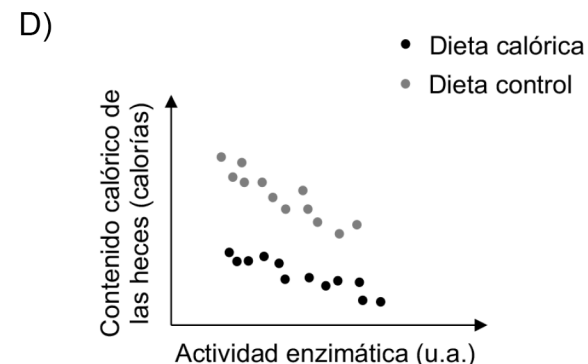 D)
Dieta calórica
Dieta control
Contenido calórico de
las heces (calorías)
Actividad enzimática (u.a.)